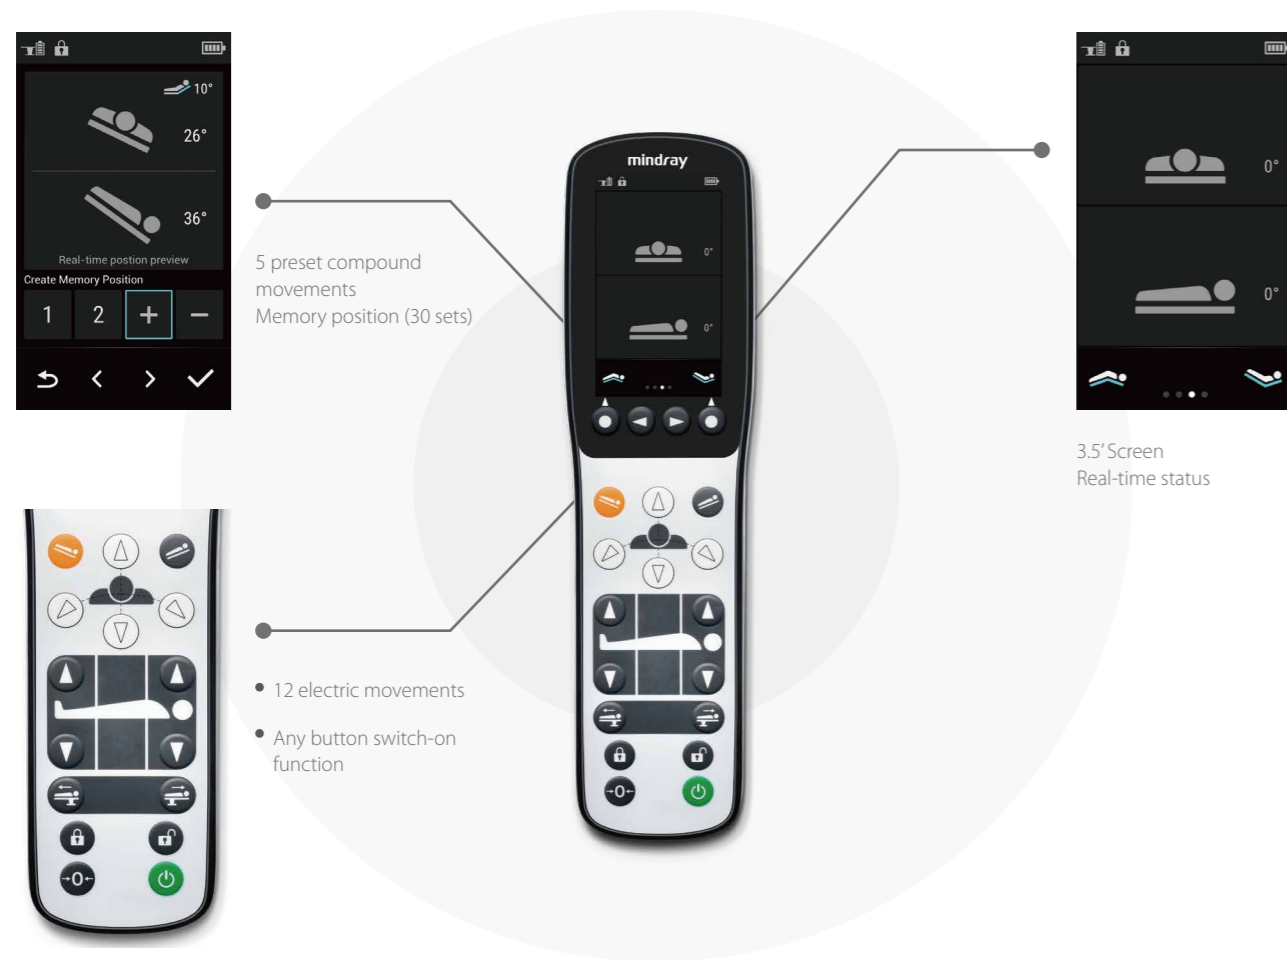 10°
26°
36°
Real-time postion preview
Create Memory Position
1 2 + −
5 preset compound
movements
Memory position (30 sets)
mindray
0°
0°
0°
0°
3.5’ Screen
Real-time status
12 electric movements
Any button switch-on
function
→0←
→0←